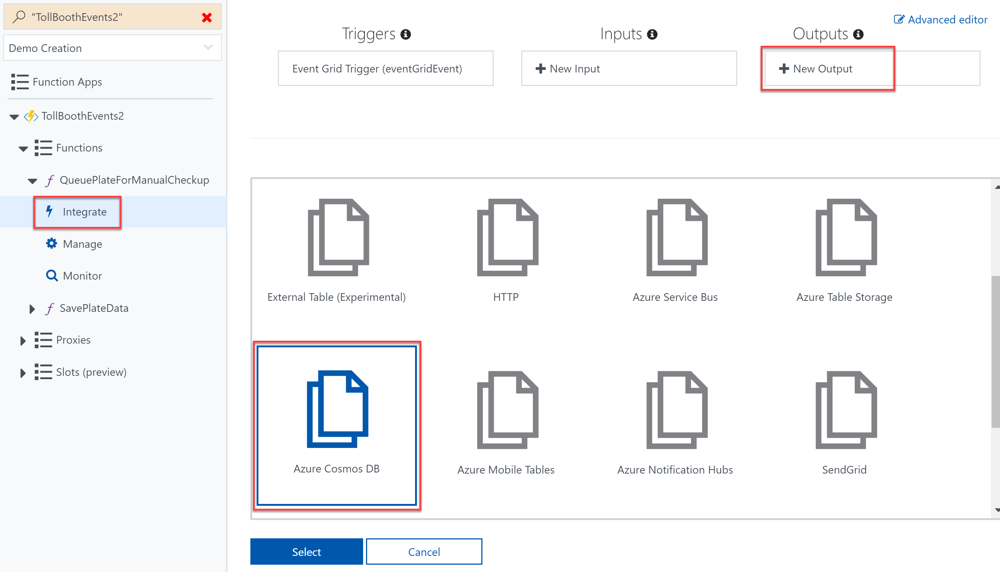 "TollBoothEvents2"
Demo Creation
Function Apps
TollBoothEvents2
Functions
QueuePlateForManualCheckup
Integrate
Manage
Monitor
SavePlateData
Proxies
Slots (preview)
Advanced editor
Triggers
Inputs
Outputs
Event Grid Trigger (eventGridEvent)
New Input
New Output
External Table (Experimental)
HTTP
Azure Service Bus
Azure Table Storage
Azure Cosmos DB
Azure Mobile Tables
Azure Notification Hubs
SendGrid
Select
Cancel